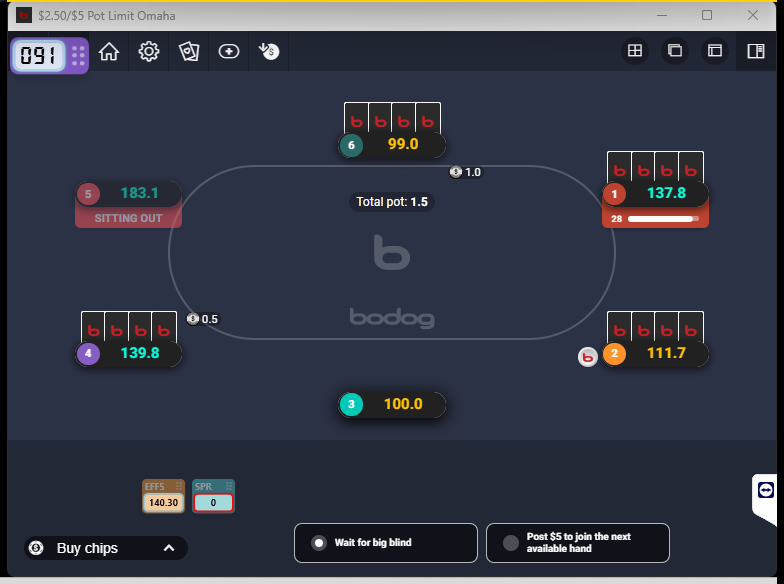 $2.50/$5 Pot Limit Omaha
091
6 99.0
1.0
5 183.1
SITTING OUT
Total pot: 1.5
1 137.8
28
bodog
4 139.8
0.5
2 111.7
3 100.0
EFFS
140.30
SPR
0
Buy chips
Wait for big blind
Post $5 to join the next
available hand